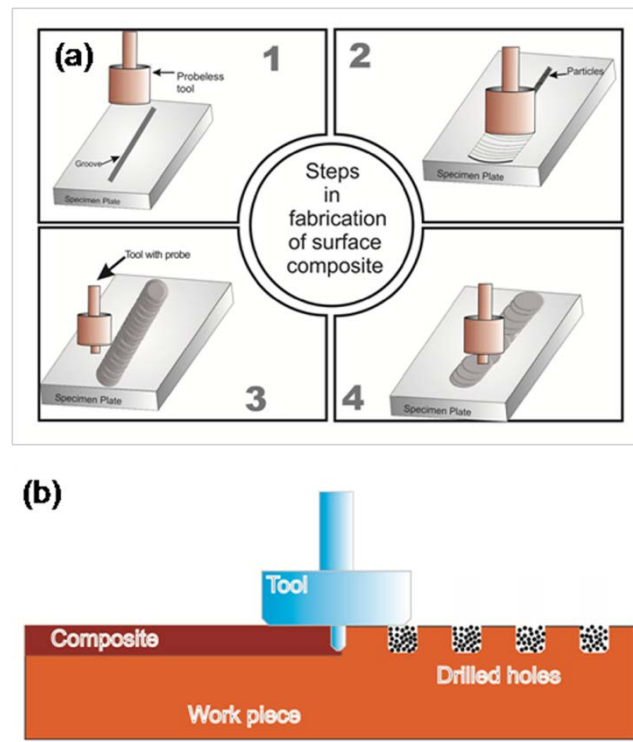 (a)
1
Probeless
tool
Groove
Specimen Plate
2
Particles
Specimen Plate
Steps
in
fabrication
of surface
composite
Tool with probe
Specimen Plate
3
4
Specimen Plate
(b)
Tool
Composite
Drilled holes
Work piece